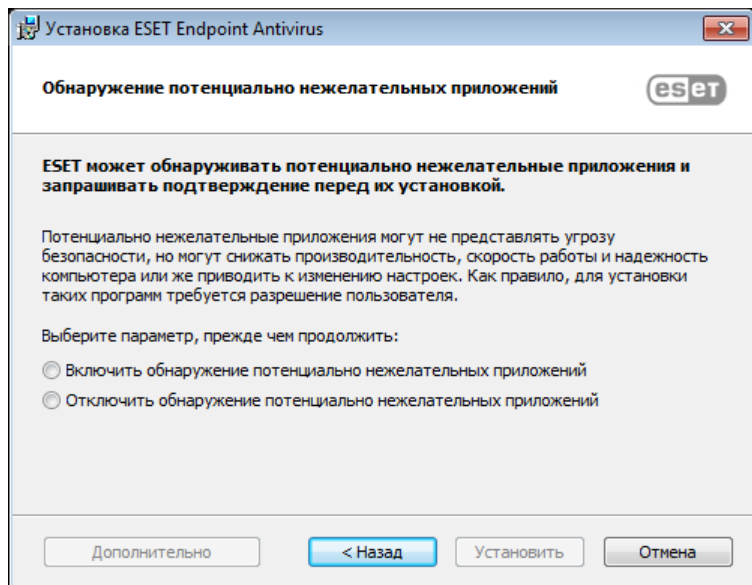 Установка ESET Endpoint Antivirus
Обнаружение потенциально нежелательных приложений
eseT
ESET может обнаруживать потенциально нежелательные приложения и
запрашивать подтверждение перед их установкой.
Потенциально нежелательные приложения могут не представлять угрозу
безопасности, но могут снижать производительность, скорость работы и надежность
компьютера или же приводить к изменению настроек. Как правило, для установки
таких программ требуется разрешение пользователя.
Выберите параметр, прежде чем продолжить:
Включить обнаружение потенциально нежелательных приложений
Отключить обнаружение потенциально нежелательных приложений
Дополнительно < Назад Установить Отмена